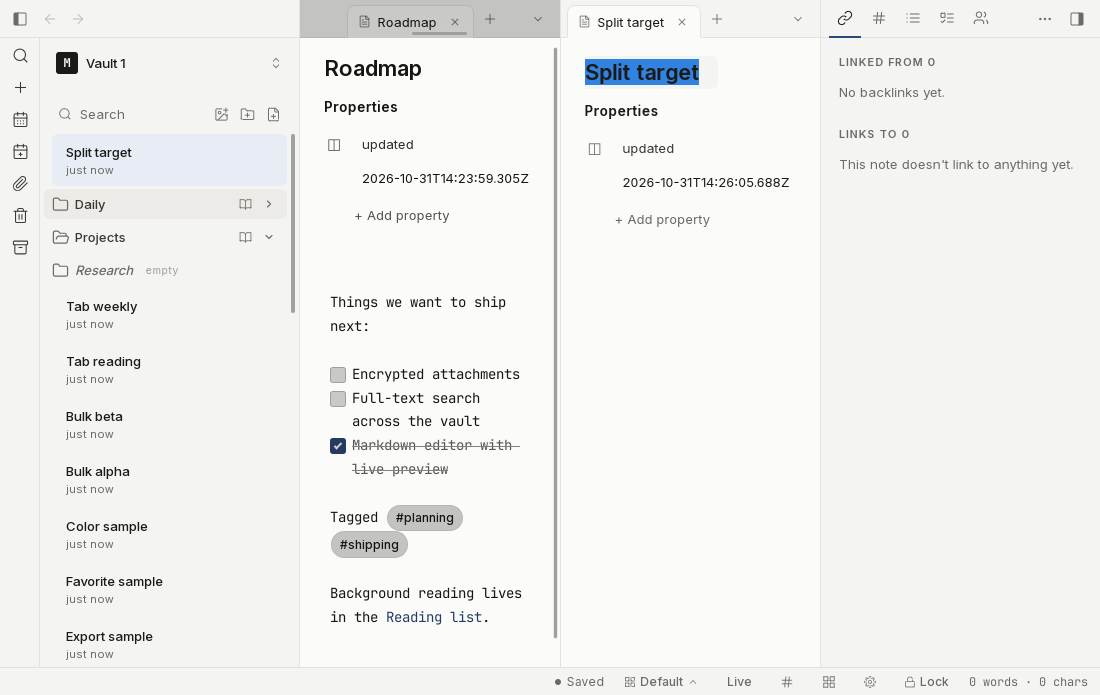 Roadmap
Split target
M Vault 1
Search
Split target
just now
Daily
Projects
Research empty
Tab weekly
just now
Tab reading
just now
Bulk beta
just now
Bulk alpha
just now
Color sample
just now
Favorite sample
just now
Export sample
just now
Roadmap
Properties
updated
2026-10-31T14:23:59.305Z
+ Add property
Things we want to ship
next:
Encrypted attachments
Full-text search
across the vault
Markdown editor with
live preview
Tagged #planning
#shipping
Background reading lives
in the Reading list.
Split target
Properties
updated
2026-10-31T14:26:05.688Z
+ Add property
LINKED FROM 0
No backlinks yet.
LINKS TO 0
This note doesn't link to anything yet.
Saved
Default
Live
Lock
0 words · 0 chars